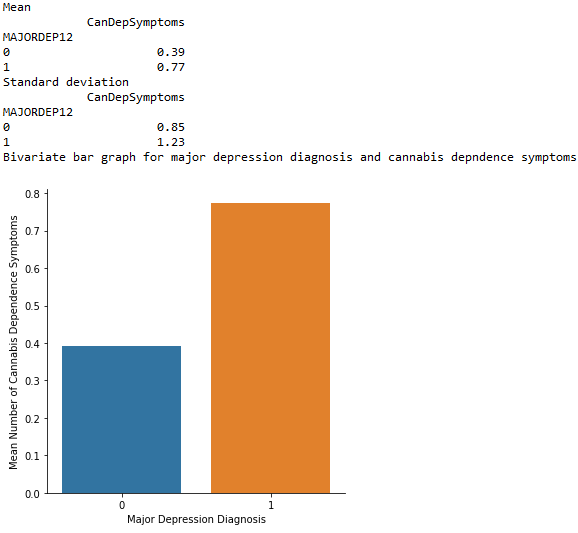 Mean
CanDepSymptoms
MAJORDEP12
0 0.39
1 0.77
Standard deviation
CanDepSymptoms
MAJORDEP12
0 0.85
1 1.23
Bivariate bar graph for major depression diagnosis and cannabis depndence symptoms
0.8
0.7
0.6
0.5
0.4
0.3
0.2
0.1
0.0
Mean Number of Cannabis Dependence Symptoms
0 1
Major Depression Diagnosis